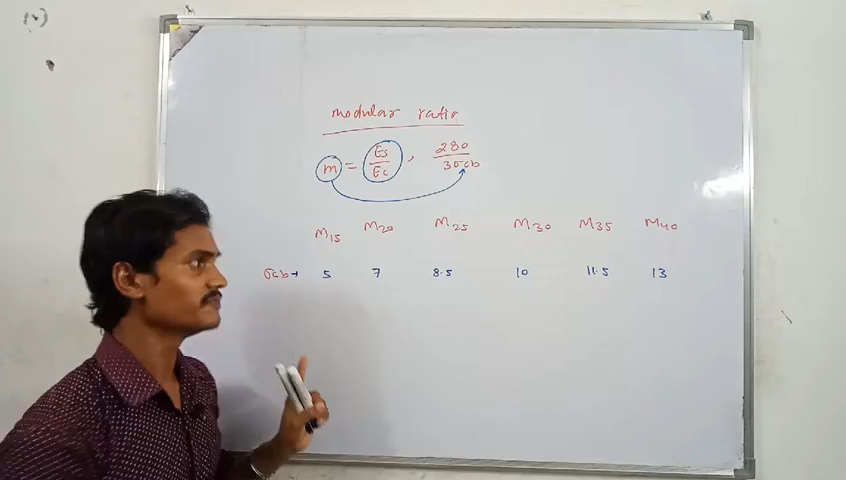 modular ratio
m = Es/Ec , 280/3σcb
M15 M20 M25 M30 M35 M40
σcb→ 5 7 8.5 10 11.5 13